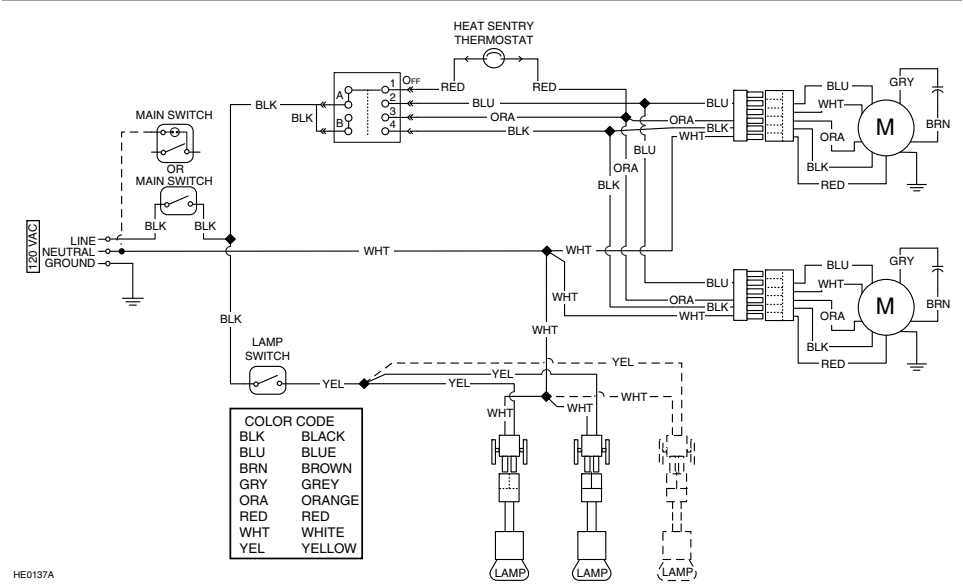 HEAT SENTRY
THERMOSTAT
RED
RED
1 OFF
2
3
4
A
B
BLK
BLK
BLU
ORA
BLK
BLU
ORA
BLK
WHT
BLU
ORA
BLK
BLU
WHT
ORA
BLK
RED
M
GRY
BRN
MAIN SWITCH
OR
MAIN SWITCH
BLK
BLK
120 VAC
LINE
NEUTRAL
GROUND
WHT
WHT
WHT
WHT
BLU
ORA
BLK
WHT
BLU
WHT
ORA
BLK
RED
M
GRY
BRN
BLK
LAMP
SWITCH
YEL
YEL
YEL
YEL
WHT
WHT
WHT
COLOR CODE
BLK BLACK
BLU BLUE
BRN BROWN
GRY GREY
ORA ORANGE
RED RED
WHT WHITE
YEL YELLOW
LAMP
LAMP
LAMP
HE0137A